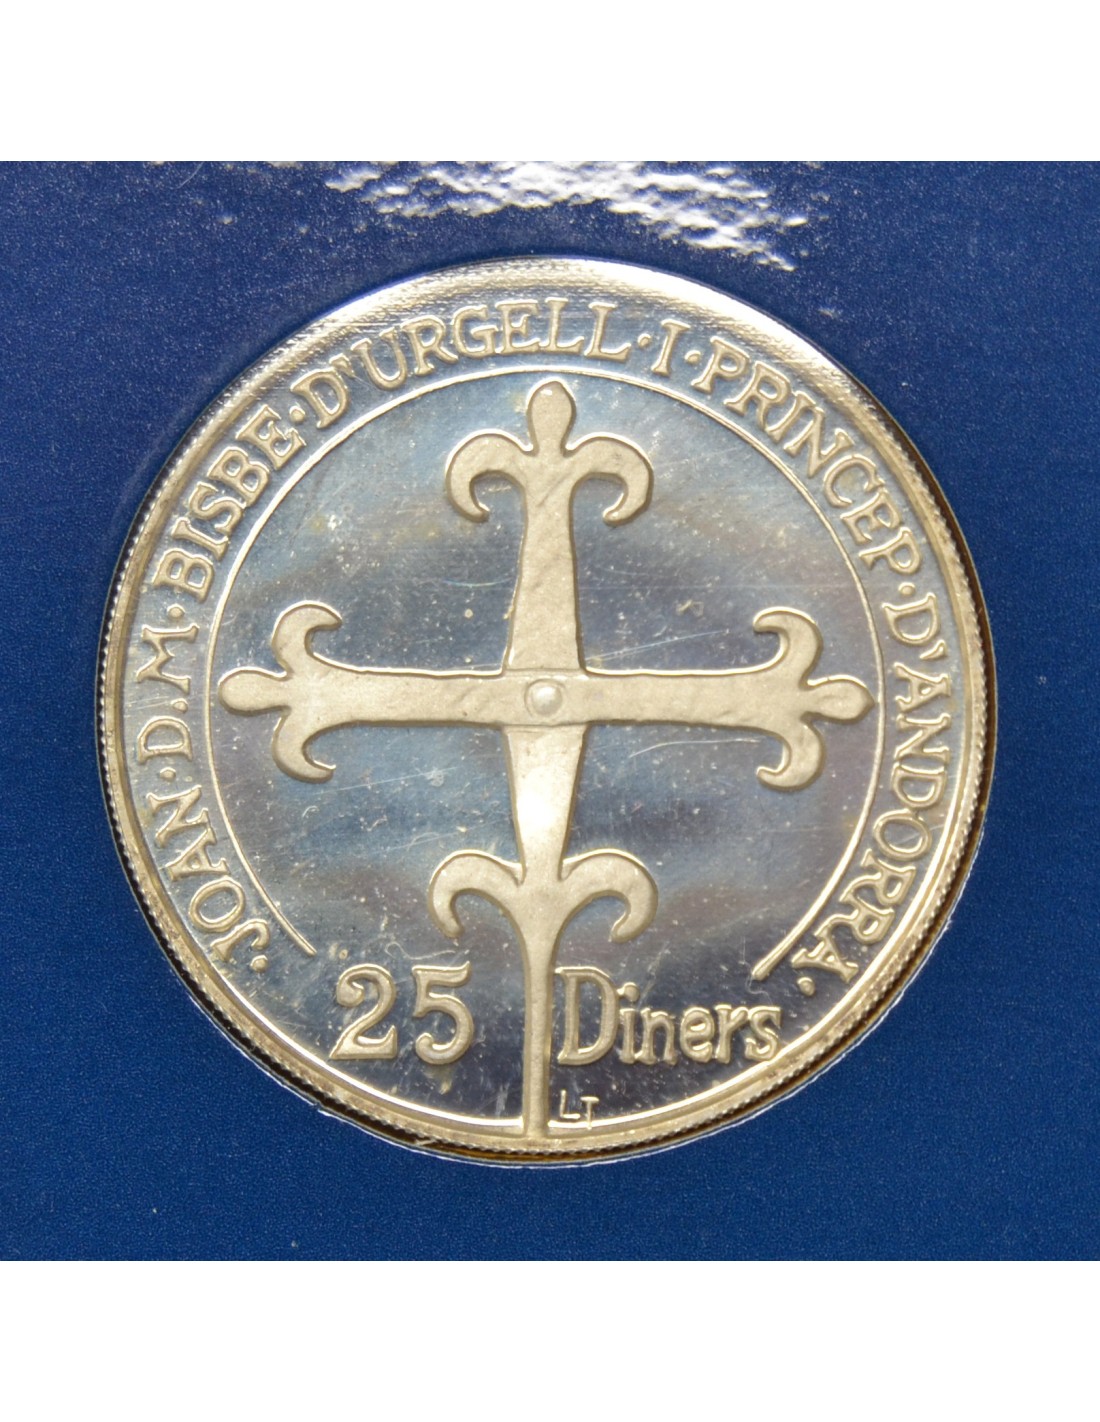 ·JOAN·D.M·BISBE·D'URGELL·I·PRINCEP·D'ANDORRA·
25 Diners
LT